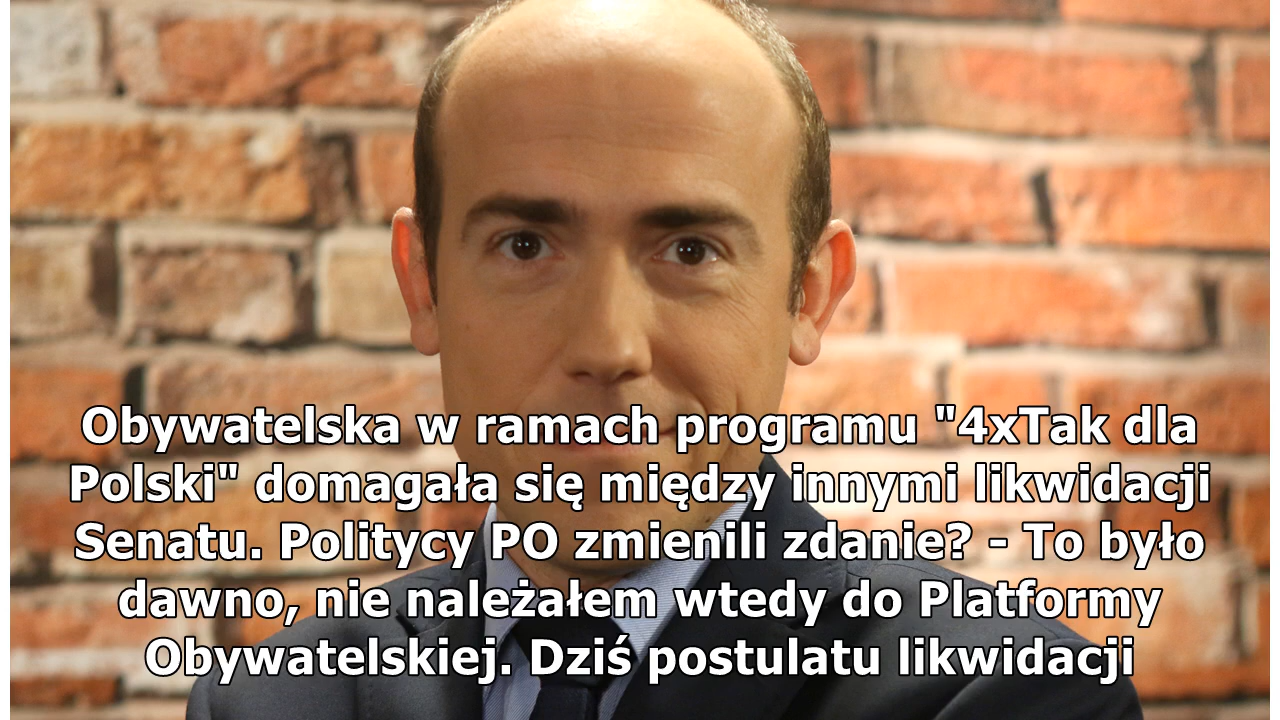 Obywatelska w ramach programu "4xTak dla
Polski" domagała się między innymi likwidacji
Senatu. Politycy PO zmienili zdanie? - To było
dawno, nie należałem wtedy do Platformy
Obywatelskiej. Dziś postulatu likwidacji